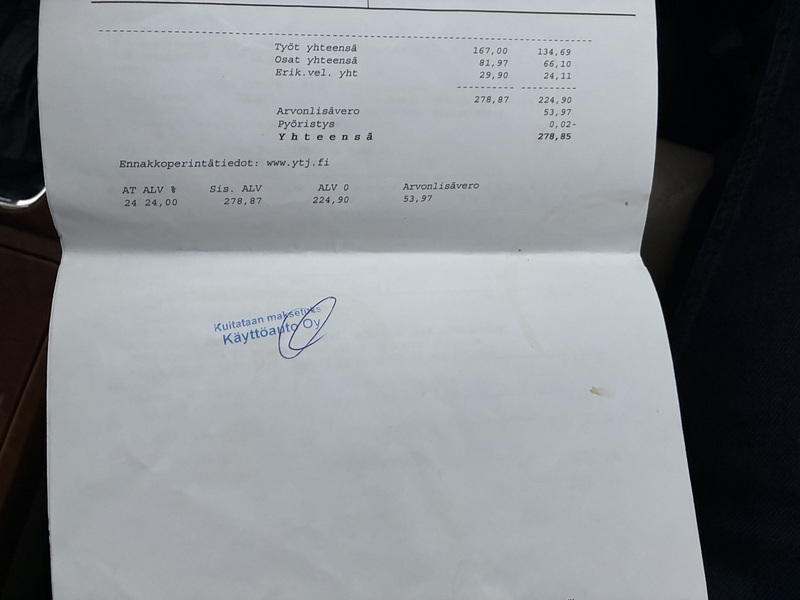 Työt yhteensä 167,00 134,69
Osat yhteensä 81,97 66,10
Erik.vel. yht 29,90 24,11
278,87 224,90
Arvonlisävero 53,97
Pyöristys 0,02-
Yhteensä 278,85
Ennakkoperintätiedot: www.ytj.fi
AT ALV % Sis. ALV ALV 0 Arvonlisävero
24 24,00 278,87 224,90 53,97
Kuitataan maksetuksi
Käyttöauto Oy